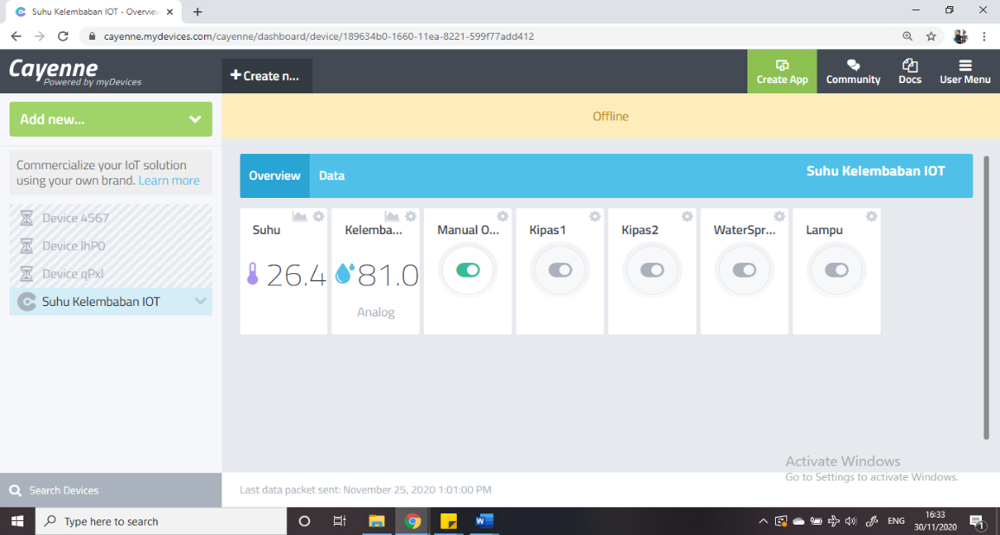 Suhu Kelembaban IOT - Overview
cayenne.mydevices.com/cayenne/dashboard/device/189634b0-1660-11ea-8221-599f77add412
Cayenne
Powered by myDevices
Create n...
Create App
Community
Docs
User Menu
Add new...
Offline
Commercialize your IoT solution
using your own brand. Learn more
Device 4567
Device lhP0
Device qPxl
Suhu Kelembaban IOT
Overview
Data
Suhu Kelembaban IOT
Suhu
26.4
Kelemba...
81.0
Analog
Manual O...
Kipas1
Kipas2
WaterSpr...
Lampu
Activate Windows
Go to Settings to activate Windows.
Search Devices
Last data packet sent: November 25, 2020 1:01:00 PM
Type here to search
ENG
16:33
30/11/2020
1